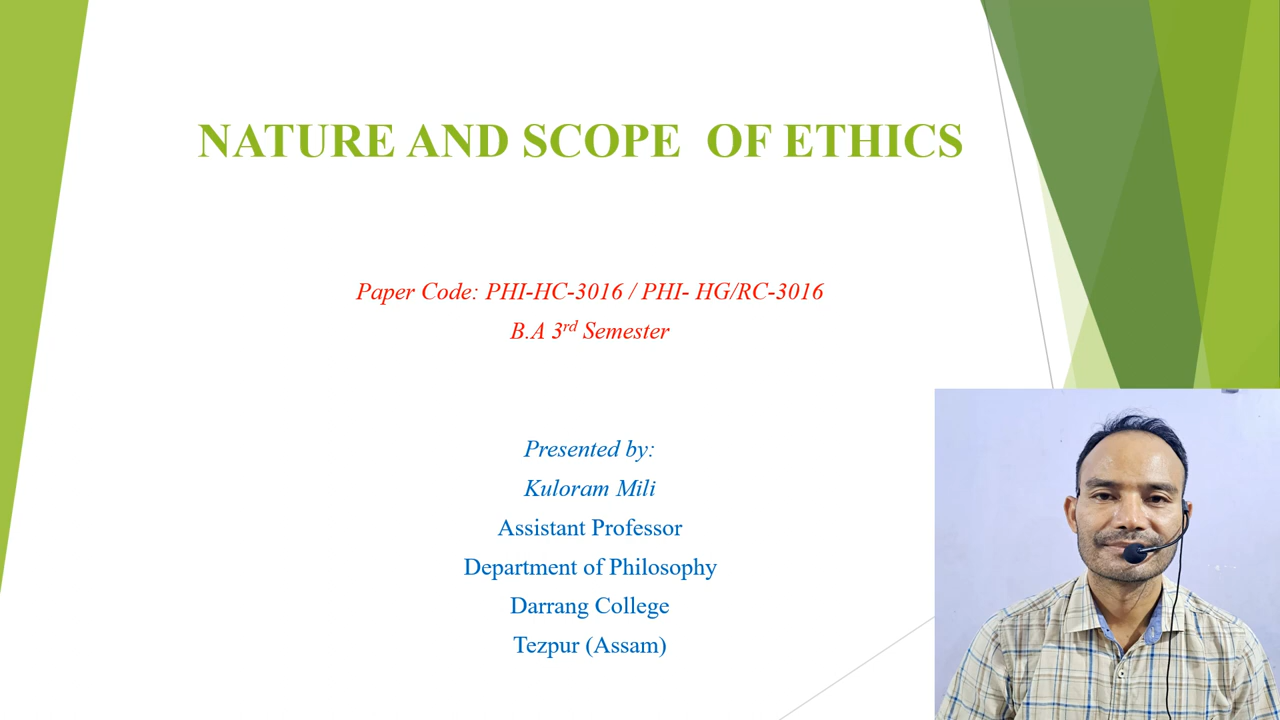 NATURE AND SCOPE OF ETHICS
Paper Code: PHI-HC-3016 / PHI- HG/RC-3016
B.A 3rd Semester
Presented by:
Kuloram Mili
Assistant Professor
Department of Philosophy
Darrang College
Tezpur (Assam)